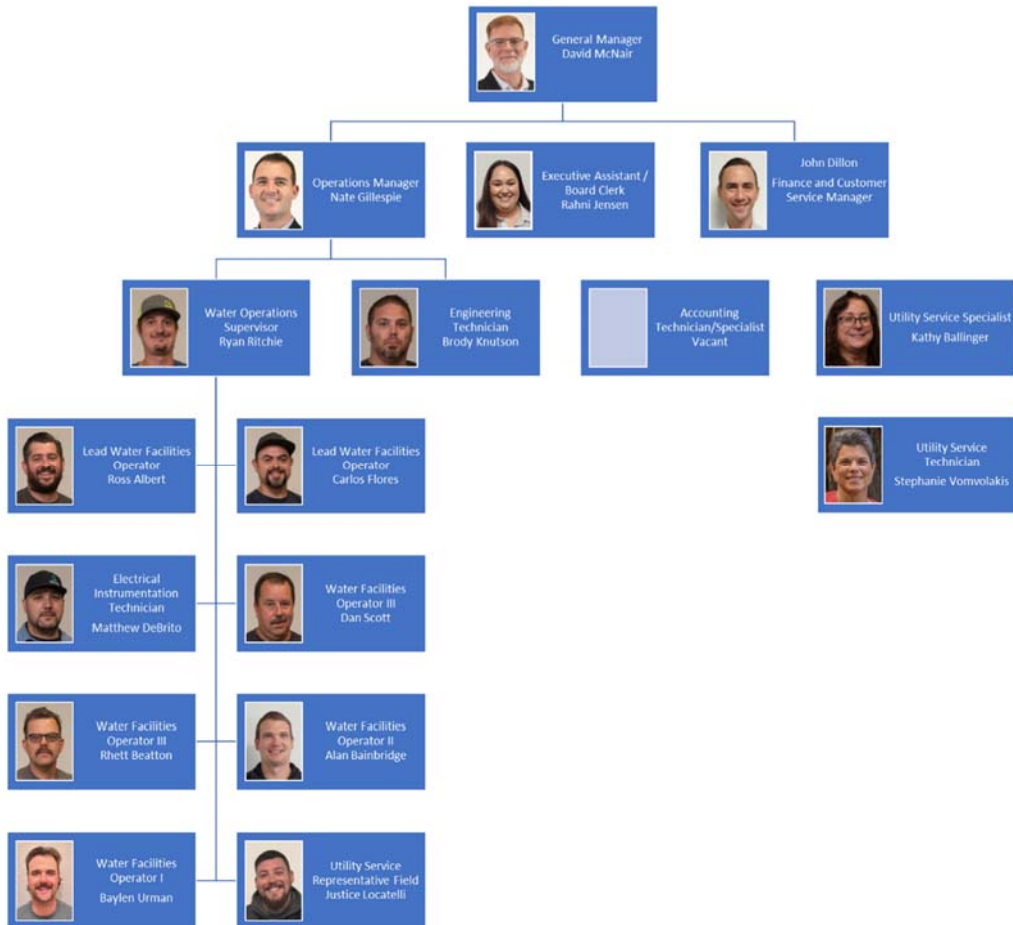 General Manager
David McNair
Operations Manager
Nate Gillespie
Executive Assistant /
Board Clerk
Rahni Jensen
John Dillon
Finance and Customer
Service Manager
Water Operations
Supervisor
Ryan Ritchie
Engineering
Technician
Brody Knutson
Accounting
Technician/Specialist
Vacant
Utility Service Specialist
Kathy Ballinger
Lead Water Facilities
Operator
Ross Albert
Lead Water Facilities
Operator
Carlos Flores
Utility Service
Technician
Stephanie Vomvolakis
Electrical
Instrumentation
Technician
Matthew DeBrito
Water Facilities
Operator III
Dan Scott
Water Facilities
Operator III
Rhett Beatton
Water Facilities
Operator II
Alan Bainbridge
Water Facilities
Operator I
Baylen Urman
Utility Service
Representative Field
Justice Locatelli